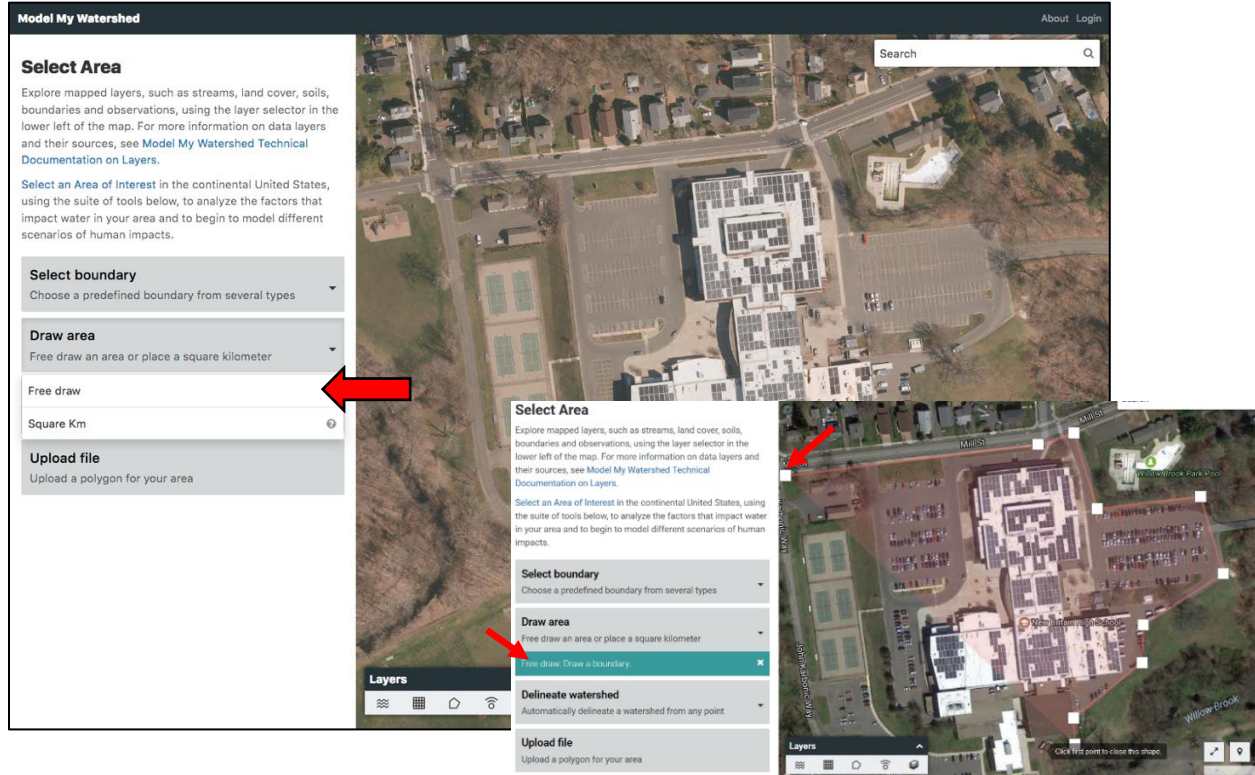 Model My Watershed
About Login
Select Area
Explore mapped layers, such as streams, land cover, soils,
boundaries and observations, using the layer selector in the
lower left of the map. For more information on data layers
and their sources, see Model My Watershed Technical
Documentation on Layers.
Select an Area of Interest in the continental United States,
using the suite of tools below, to analyze the factors that
impact water in your area and to begin to model different
scenarios of human impacts.
Select boundary
Choose a predefined boundary from several types
Draw area
Free draw an area or place a square kilometer
Free draw
Square Km
Upload file
Upload a polygon for your area
Search
Layers
Select Area
Explore mapped layers, such as streams, land cover, soils,
boundaries and observations, using the layer selector in the
lower left of the map. For more information on data layers and
their sources, see Model My Watershed Technical
Documentation on Layers.
Select an Area of Interest in the continental United States, using
the suite of tools below, to analyze the factors that impact water
in your area and to begin to model different scenarios of human
impacts.
Select boundary
Choose a predefined boundary from several types
Draw area
Free draw an area or place a square kilometer
Free draw: Draw a boundary.
Delineate watershed
Automatically delineate a watershed from any point
Upload file
Upload a polygon for your area
Mill St
Mill St
Willow Brook Park Pool
New Britain High School
John Karbonic Way
Willow Brook
Layers
Click first point to close this shape.